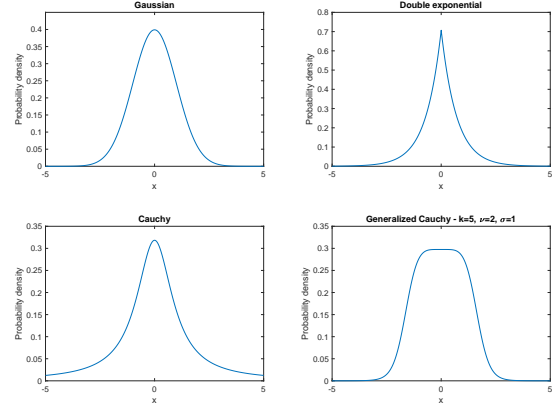 Gaussian
0.4
0.35
0.3
0.25
0.2
0.15
0.1
0.05
0
Probability density
-5 0 5
x
Double exponential
0.8
0.7
0.6
0.5
0.4
0.3
0.2
0.1
0
Probability density
-5 0 5
x
Cauchy
0.35
0.3
0.25
0.2
0.15
0.1
0.05
0
Probability density
-5 0 5
x
Generalized Cauchy - k=5, ν=2, σ=1
0.35
0.3
0.25
0.2
0.15
0.1
0.05
0
Probability density
-5 0 5
x